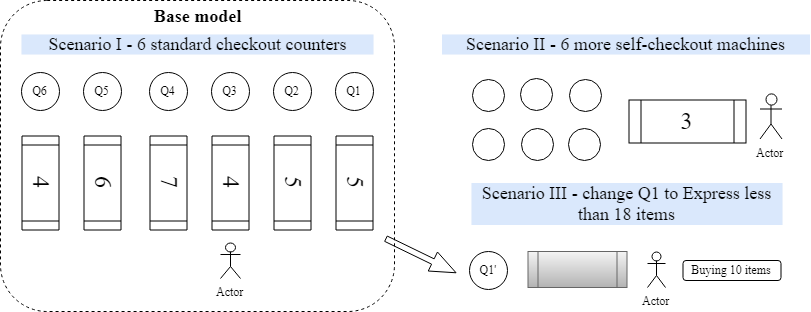 Base model
Scenario I - 6 standard checkout counters
Q6 Q5 Q4 Q3 Q2 Q1
4 6 7 4 5 5
Actor
Scenario II - 6 more self-checkout machines
3
Actor
Scenario III - change Q1 to Express less
than 18 items
Q1'
Buying 10 items
Actor